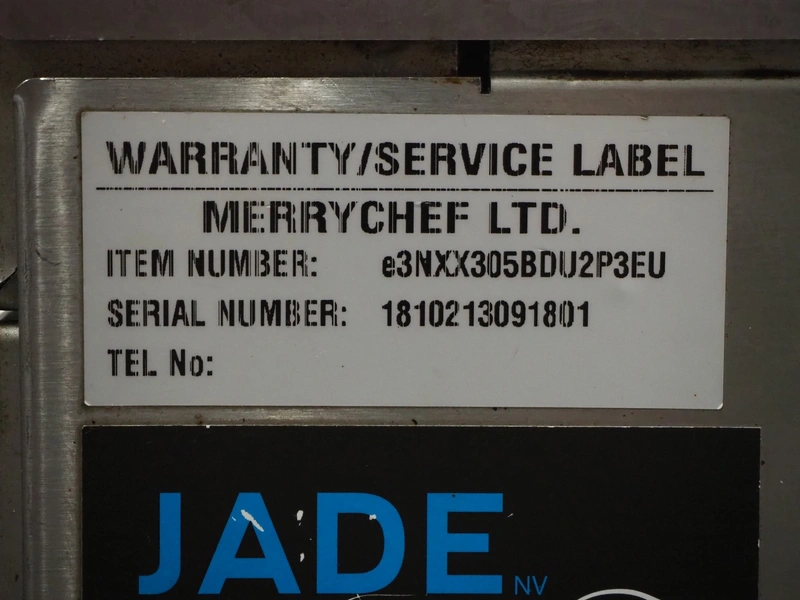 WARRANTY/SERVICE LABEL
MERRYCHEF LTD.
ITEM NUMBER: e3NXX305BDU2P3EU
SERIAL NUMBER: 1810213091801
TEL No:
JADE NV